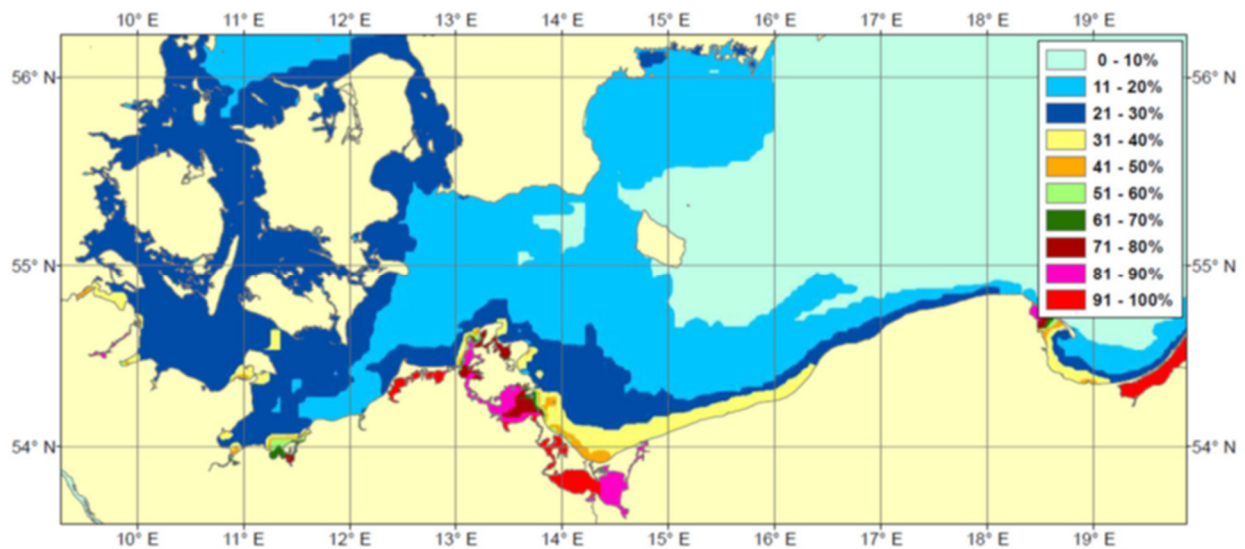 10° E 11° E 12° E 13° E 14° E 15° E 16° E 17° E 18° E 19° E
56° N 56° N
0 - 10%
11 - 20%
21 - 30%
31 - 40%
41 - 50%
51 - 60%
61 - 70%
71 - 80%
81 - 90%
91 - 100%
55° N 55° N
54° N 54° N
10° E 11° E 12° E 13° E 14° E 15° E 16° E 17° E 18° E 19° E